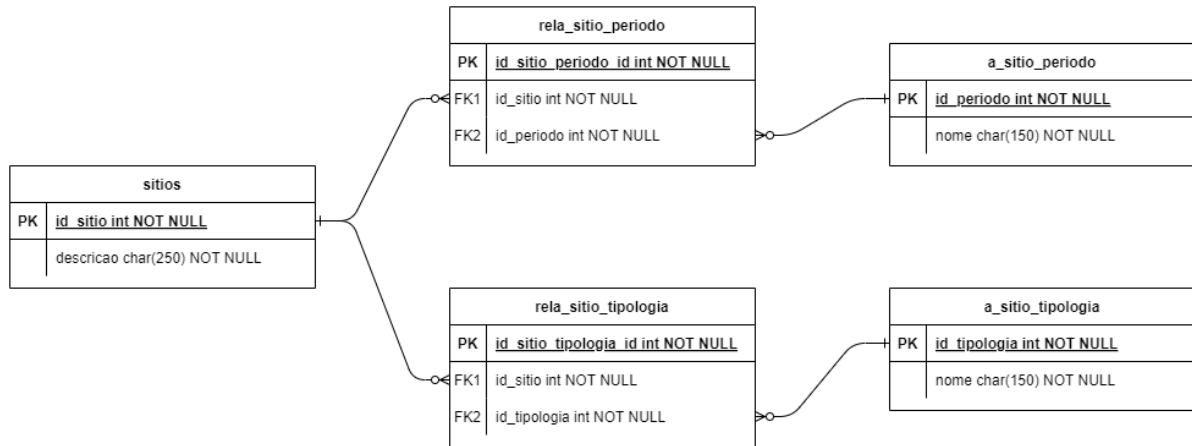 rela_sitio_periodo
PK id_sitio_periodo_id int NOT NULL
FK1 id_sitio int NOT NULL
FK2 id_periodo int NOT NULL
a_sitio_periodo
PK id_periodo int NOT NULL
nome char(150) NOT NULL
sitios
PK id_sitio int NOT NULL
descricao char(250) NOT NULL
rela_sitio_tipologia
PK id_sitio_tipologia_id int NOT NULL
FK1 id_sitio int NOT NULL
FK2 id_tipologia int NOT NULL
a_sitio_tipologia
PK id_tipologia int NOT NULL
nome char(150) NOT NULL